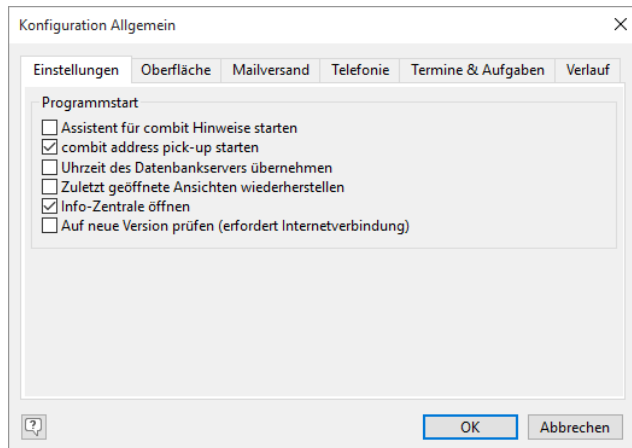 Konfiguration Allgemein
Einstellungen Oberfläche Mailversand Telefonie Termine & Aufgaben Verlauf
Programmstart
Assistent für combit Hinweise starten
combit address pick-up starten
Uhrzeit des Datenbankservers übernehmen
Zuletzt geöffnete Ansichten wiederherstellen
Info-Zentrale öffnen
Auf neue Version prüfen (erfordert Internetverbindung)
OK Abbrechen